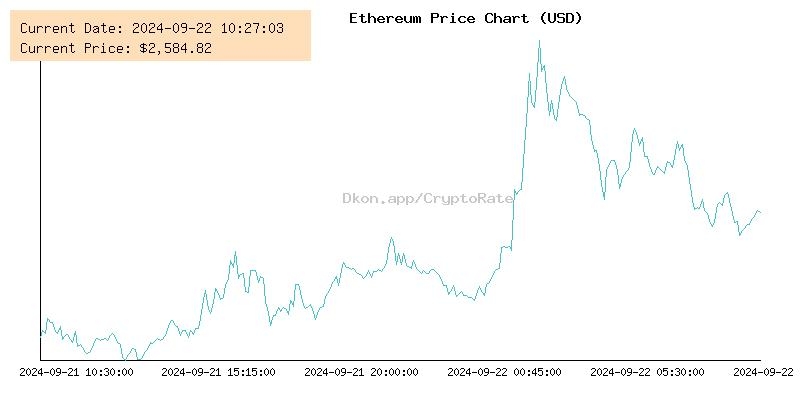 Current Date: 2024-09-22 10:27:03
Current Price: $2,584.82
Ethereum Price Chart (USD)
Dkon.app/CryptoRate
2024-09-21 10:30:00
2024-09-21 15:15:00
2024-09-21 20:00:00
2024-09-22 00:45:00
2024-09-22 05:30:00
2024-09-22